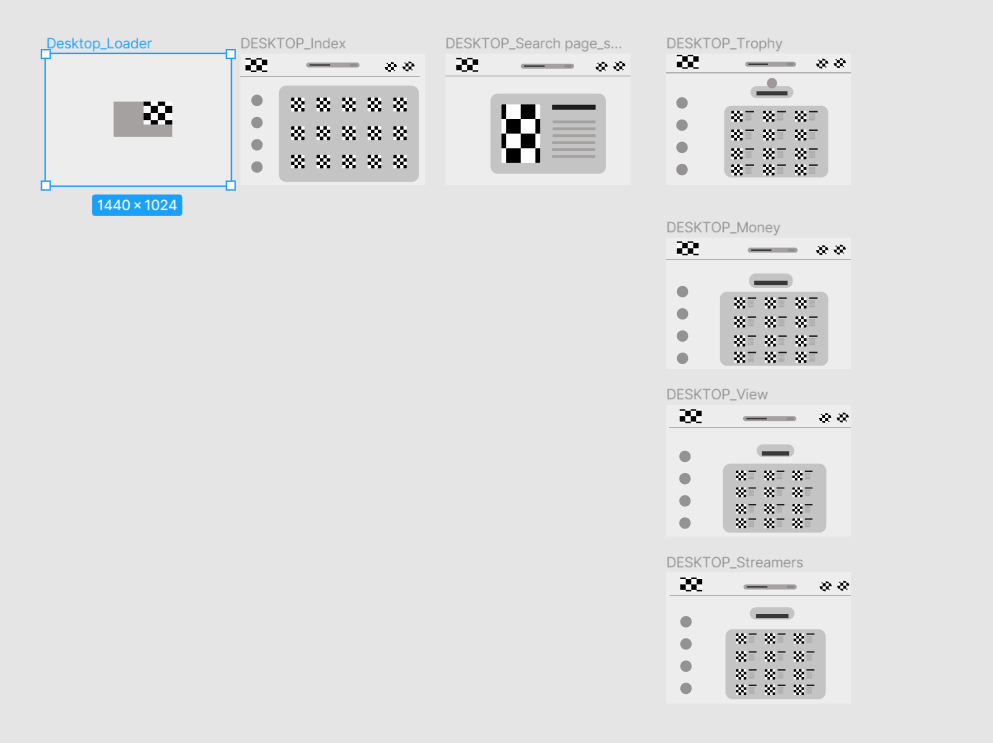 Desktop_Loader
DESKTOP_Index
DESKTOP_Search page_s...
DESKTOP_Trophy
1440 × 1024
DESKTOP_Money
DESKTOP_View
DESKTOP_Streamers